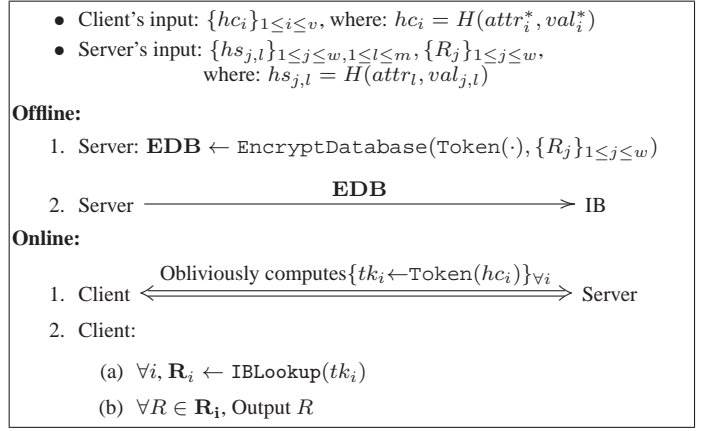 • Client's input: {hc_i}_{1≤i≤v}, where: hc_i = H(attr_i^*, val_i^*)
• Server's input: {hs_{j,l}}_{1≤j≤w,1≤l≤m}, {R_j}_{1≤j≤w},
where: hs_{j,l} = H(attr_l, val_{j,l})
Offline:
1. Server: EDB ← EncryptDatabase(Token(·), {R_j}_{1≤j≤w})
EDB
2. Server → IB
Online:
Obliviously computes{tk_i←Token(hc_i)}_{∀i}
1. Client ⇔ Server
2. Client:
(a) ∀i, R_i ← IBLookup(tk_i)
(b) ∀R ∈ R_i, Output R